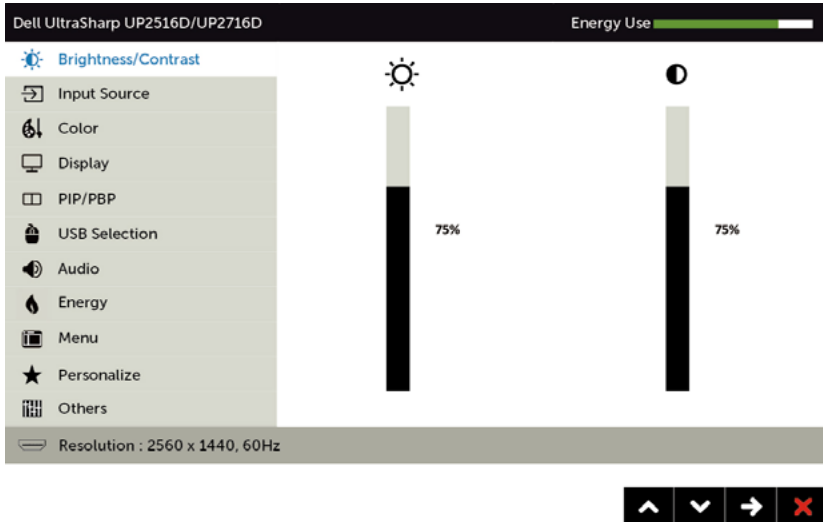 Dell UltraSharp UP2516D/UP2716D
Energy Use
Brightness/Contrast
Input Source
Color
Display
PIP/PBP
USB Selection
Audio
Energy
Menu
Personalize
Others
75%
75%
Resolution : 2560 x 1440, 60Hz